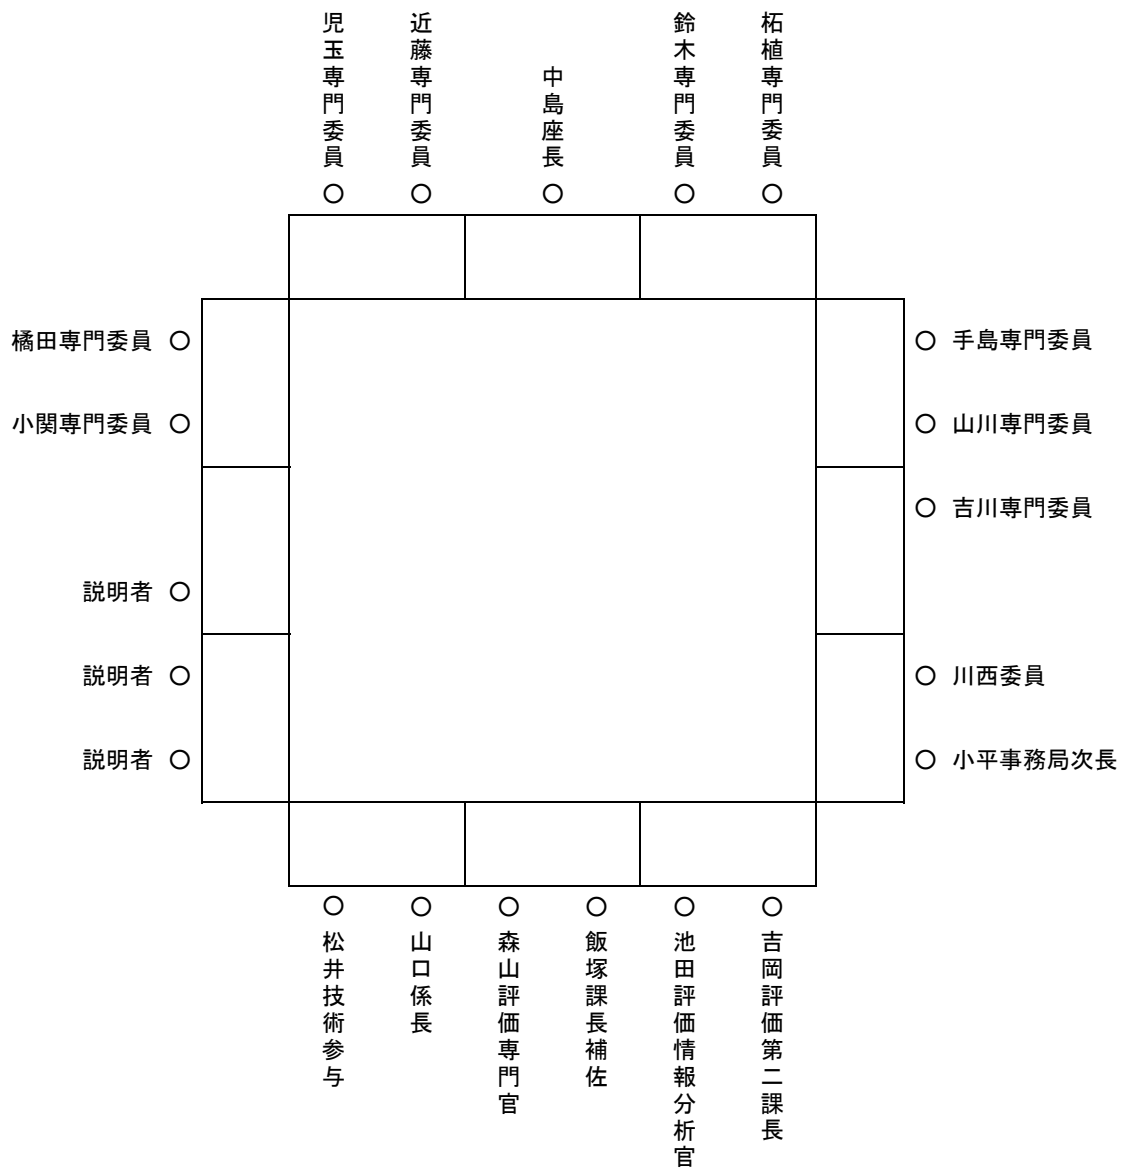 児玉専門委員
近藤専門委員
中島座長
鈴木専門委員
柘植専門委員
橘田専門委員
小関専門委員
説明者
説明者
説明者
手島専門委員
山川専門委員
吉川専門委員
川西委員
小平事務局次長
松井技術参与
山口係長
森山評価専門官
飯塚課長補佐
池田評価情報分析官
吉岡評価第二課長